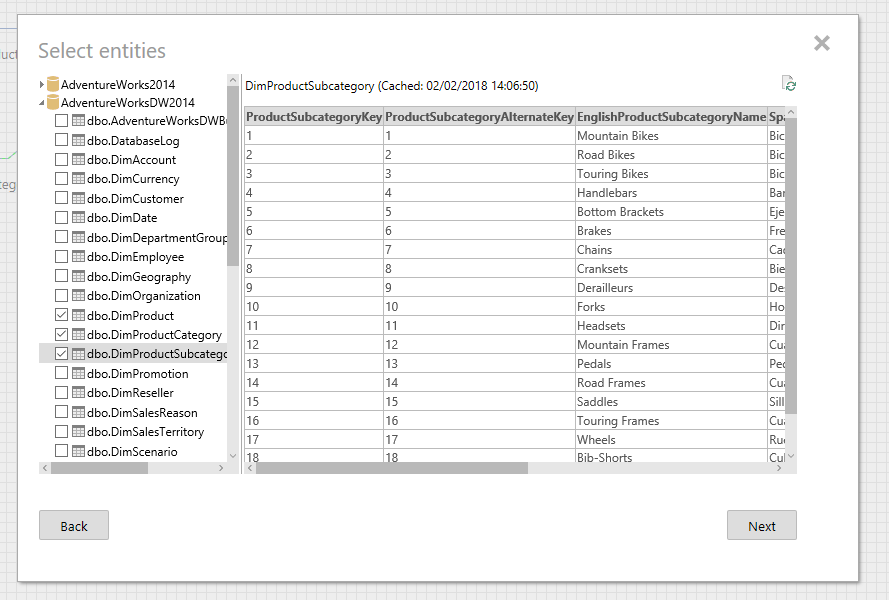 uct
teg
Select entities
AdventureWorks2014
AdventureWorksDW2014
dbo.AdventureWorksDWBu
dbo.DatabaseLog
dbo.DimAccount
dbo.DimCurrency
dbo.DimCustomer
dbo.DimDate
dbo.DimDepartmentGroup
dbo.DimEmployee
dbo.DimGeography
dbo.DimOrganization
dbo.DimProduct
dbo.DimProductCategory
dbo.DimProductSubcatego
dbo.DimPromotion
dbo.DimReseller
dbo.DimSalesReason
dbo.DimSalesTerritory
dbo.DimScenario
DimProductSubcategory (Cached: 02/02/2018 14:06:50)
ProductSubcategoryKey ProductSubcategoryAlternateKey EnglishProductSubcategoryName Spa
1 1 Mountain Bikes Bic
2 2 Road Bikes Bic
3 3 Touring Bikes Bic
4 4 Handlebars Bar
5 5 Bottom Brackets Eje
6 6 Brakes Fre
7 7 Chains Cad
8 8 Cranksets Bie
9 9 Derailleurs Des
10 10 Forks Ho
11 11 Headsets Dir
12 12 Mountain Frames Cua
13 13 Pedals Ped
14 14 Road Frames Cua
15 15 Saddles Sill
16 16 Touring Frames Cua
17 17 Wheels Rue
18 18 Bib-Shorts Cul
Back
Next